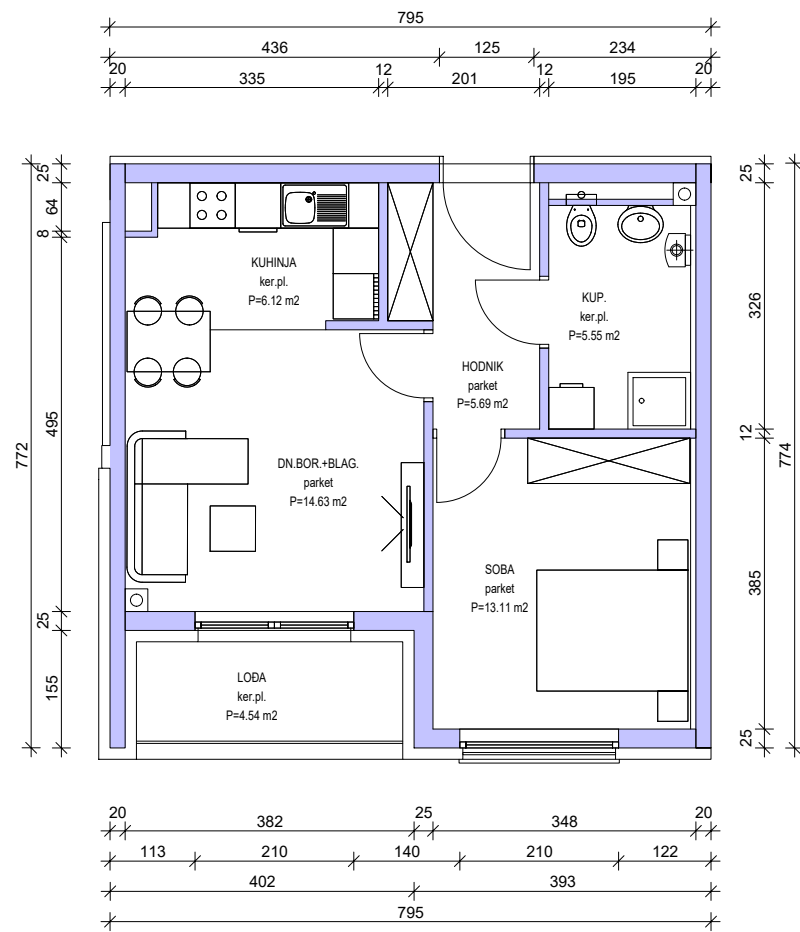 795
436 125 234
20 335 12 201 12 195 20
25
64
8
495
772
25
155
25
326
12
774
385
25
KUHINJA
ker.pl.
P=6.12 m2
KUP.
ker.pl.
P=5.55 m2
HODNIK
parket
P=5.69 m2
DN.BOR.+BLAG.
parket
P=14.63 m2
SOBA
parket
P=13.11 m2
LOĐA
ker.pl.
P=4.54 m2
20 382 25 348 20
113 210 140 210 122
402 393
795